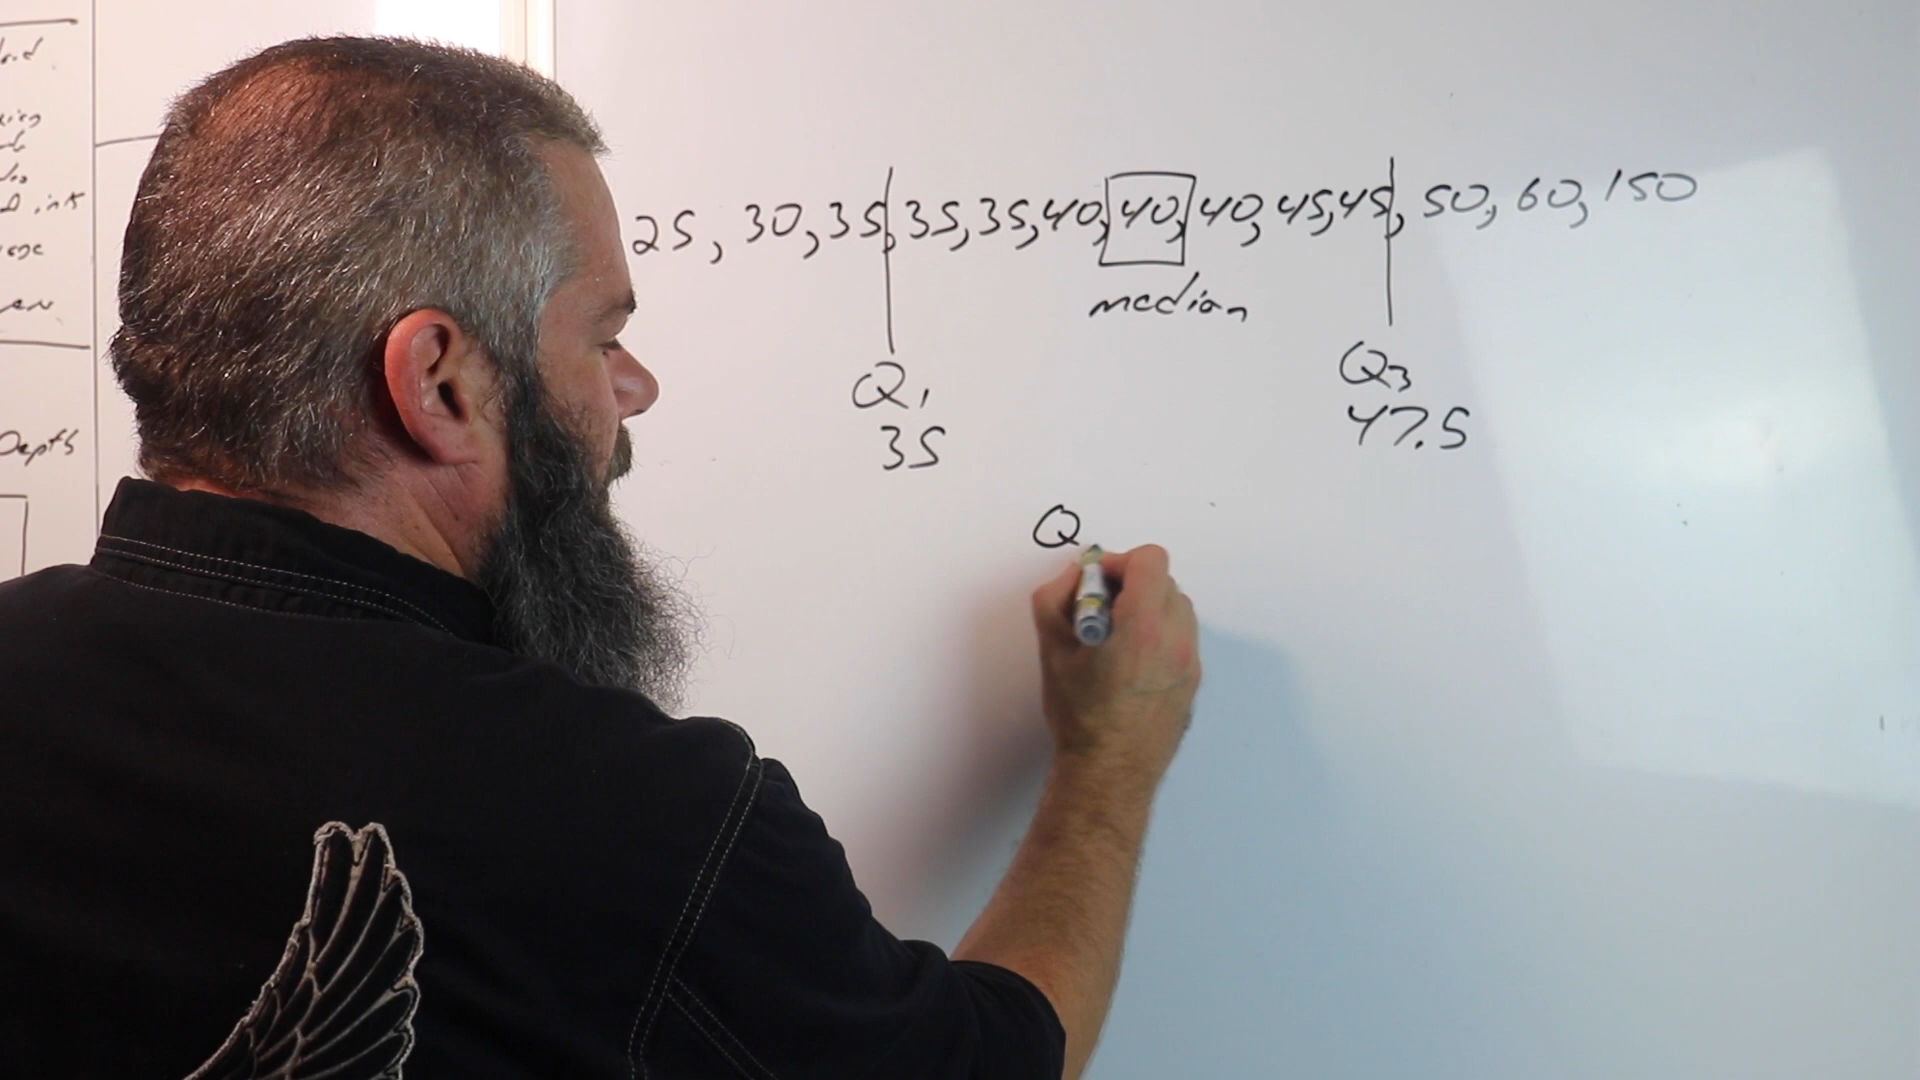 25, 30, 35, 35, 35, 40, 40, 40, 45, 45, 50, 60, 150
median
Q1
35
Q3
47.5
Q
Depth